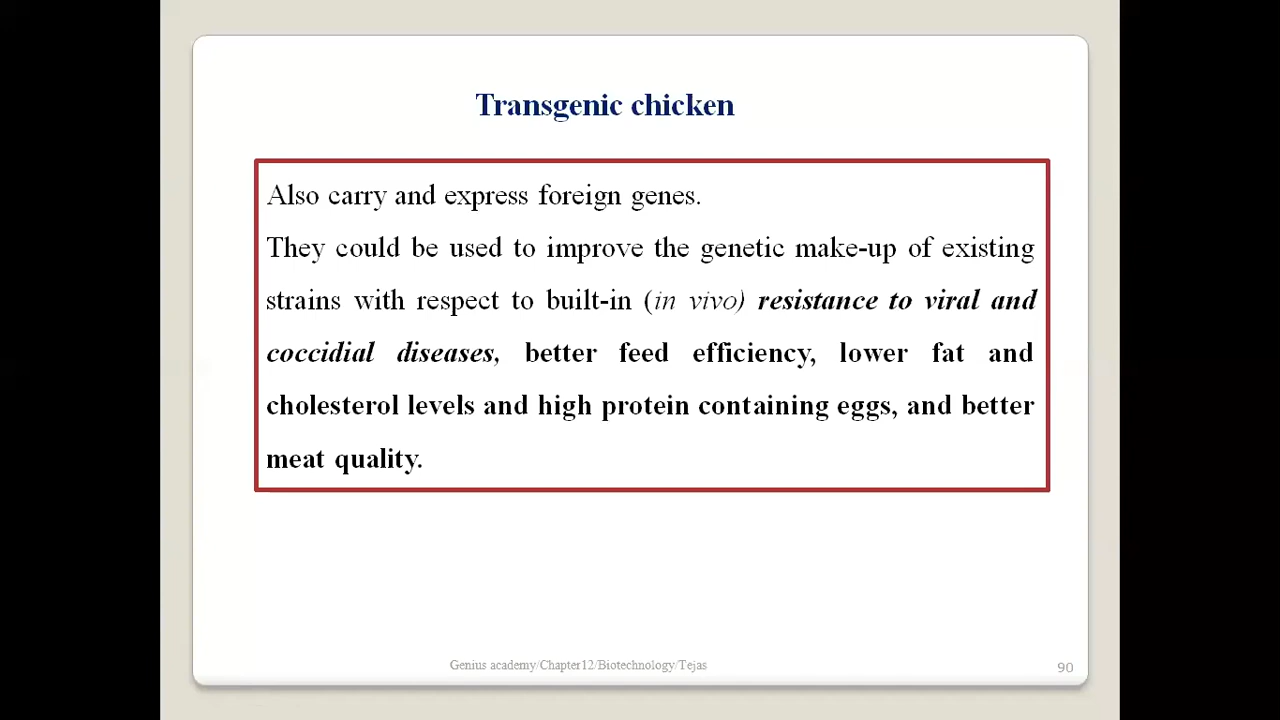 Transgenic chicken
Also carry and express foreign genes.
They could be used to improve the genetic make-up of existing
strains with respect to built-in (in vivo) resistance to viral and
coccidial diseases, better feed efficiency, lower fat and
cholesterol levels and high protein containing eggs, and better
meat quality.
Genius academy/Chapter12/Biotechnology/Tejas
90